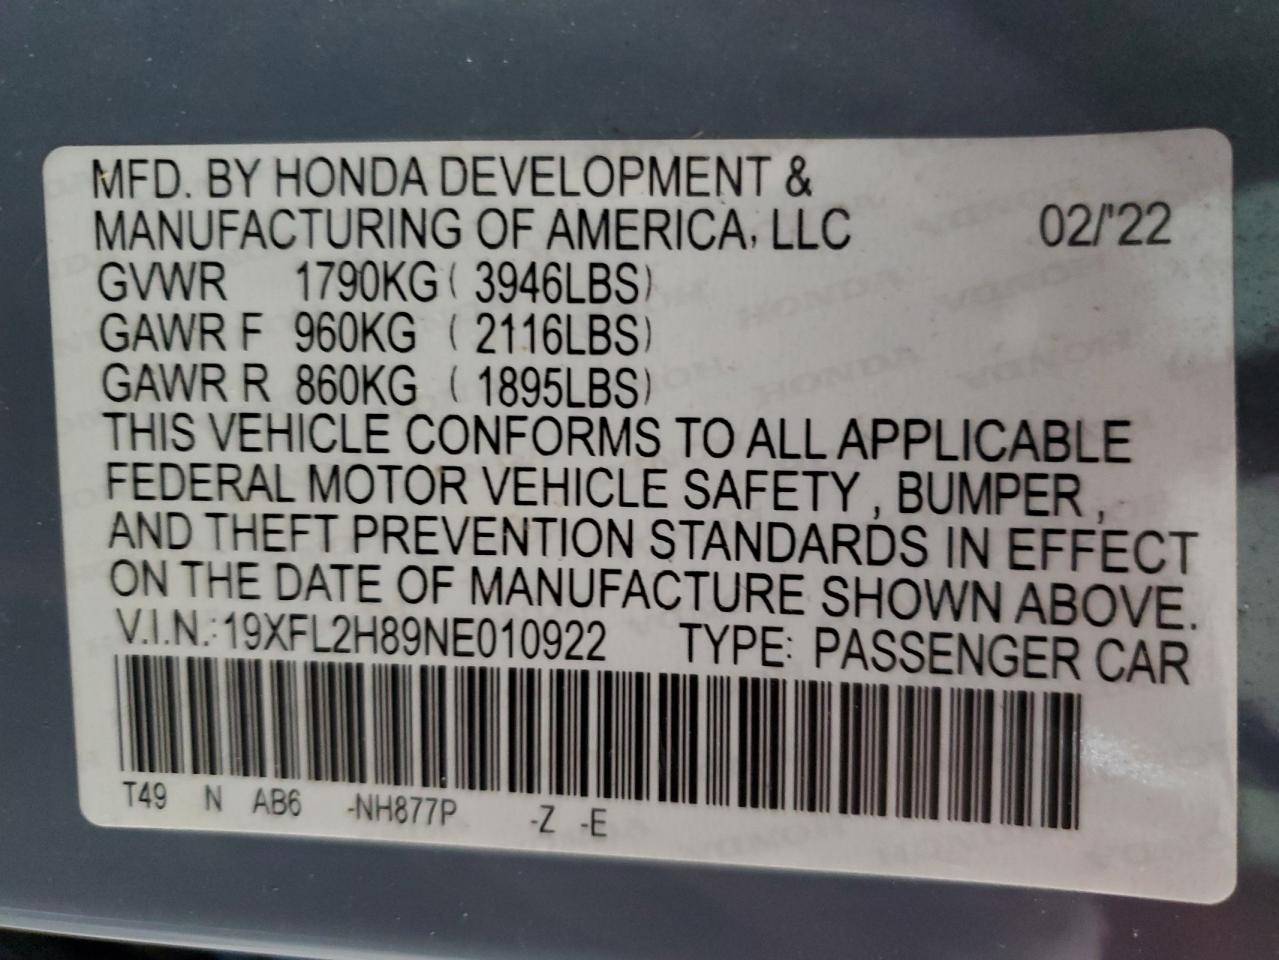 MFD. BY HONDA DEVELOPMENT &
MANUFACTURING OF AMERICA, LLC 02/'22
GVWR 1790KG ( 3946LBS)
GAWR F 960KG ( 2116LBS)
GAWR R 860KG ( 1895LBS)
THIS VEHICLE CONFORMS TO ALL APPLICABLE
FEDERAL MOTOR VEHICLE SAFETY , BUMPER ,
AND THEFT PREVENTION STANDARDS IN EFFECT
ON THE DATE OF MANUFACTURE SHOWN ABOVE.
V.I.N.: 19XFL2H89NE010922 TYPE: PASSENGER CAR
T49 N AB6 -NH877P -Z -E